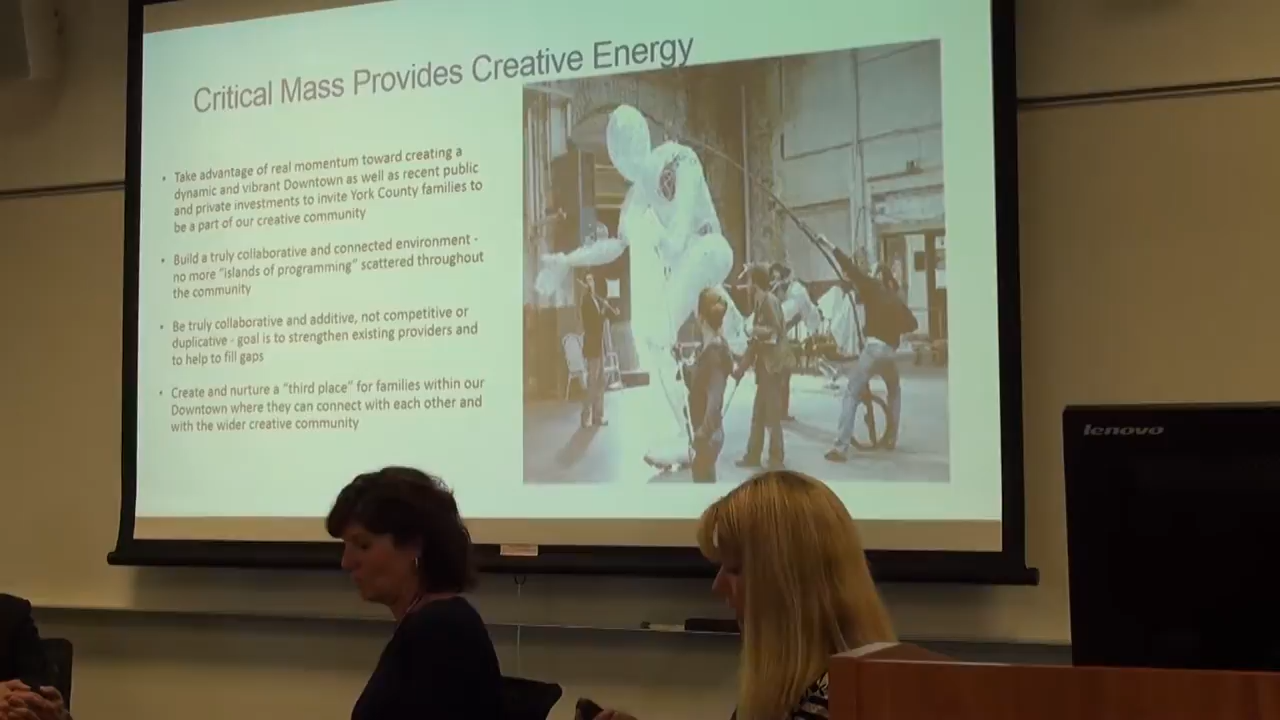 Critical Mass Provides Creative Energy
• Take advantage of real momentum toward creating a
dynamic and vibrant Downtown as well as recent public
and private investments to invite York County families to
be a part of our creative community
• Build a truly collaborative and connected environment -
no more “islands of programming” scattered throughout
the community
• Be truly collaborative and additive, not competitive or
duplicative - goal is to strengthen existing providers and
to help to fill gaps
• Create and nurture a “third place” for families within our
Downtown where they can connect with each other and
with the wider creative community
lenovo